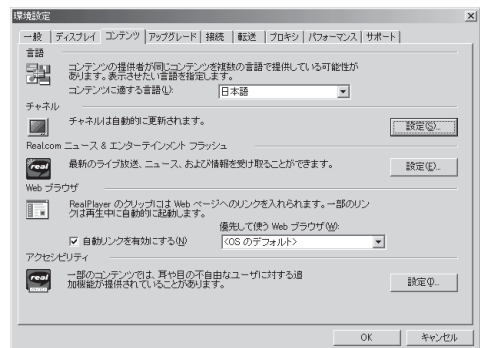 環境設定
一般 ディスプレイ コンテンツ アップグレード 接続 転送 プロキシ パフォーマンス サポート
言語
コンテンツの提供者が同じコンテンツを複数の言語で提供している可能性が
あります。表示させたい言語を指定します。
コンテンツに適する言語(L):
日本語
チャネル
チャネルは自動的に更新されます。
設定(S)...
Real.com ニュース & エンターテインメント フラッシュ
real
最新のライブ放送、ニュース、および情報を受け取ることができます。
設定(E)...
Web ブラウザ
RealPlayer のクリップには Web ページへのリンクを入れられます。一部のリン
クは再生中に自動的に起動します。
優先して使う Web ブラウザ(W):
自動リンクを有効にする(N)
<OS のデフォルト>
アクセシビリティ
real
一部のコンテンツでは、耳や目の不自由なユーザに対する追
加機能が提供されていることがあります。
設定(I)...
OK
キャンセル